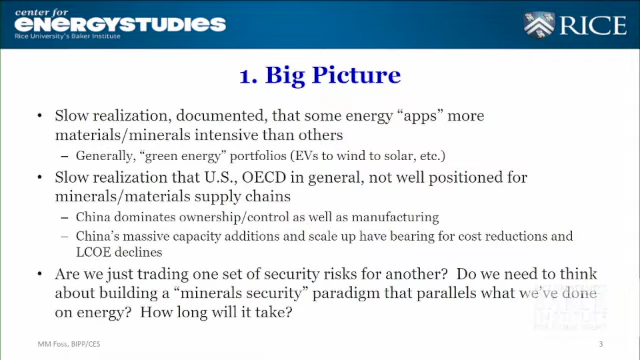 center for
ENERGYSTUDIES
Rice University's Baker Institute
RICE
1. Big Picture
• Slow realization, documented, that some energy “apps” more
materials/minerals intensive than others
– Generally, “green energy” portfolios (EVs to wind to solar, etc.)
• Slow realization that U.S., OECD in general, not well positioned for
minerals/materials supply chains
– China dominates ownership/control as well as manufacturing
– China’s massive capacity additions and scale up have bearing for cost reductions and
LCOE declines
• Are we just trading one set of security risks for another? Do we need to think
about building a “minerals security” paradigm that parallels what we’ve done
on energy? How long will it take?
MM Foss, BIPP/CES
3